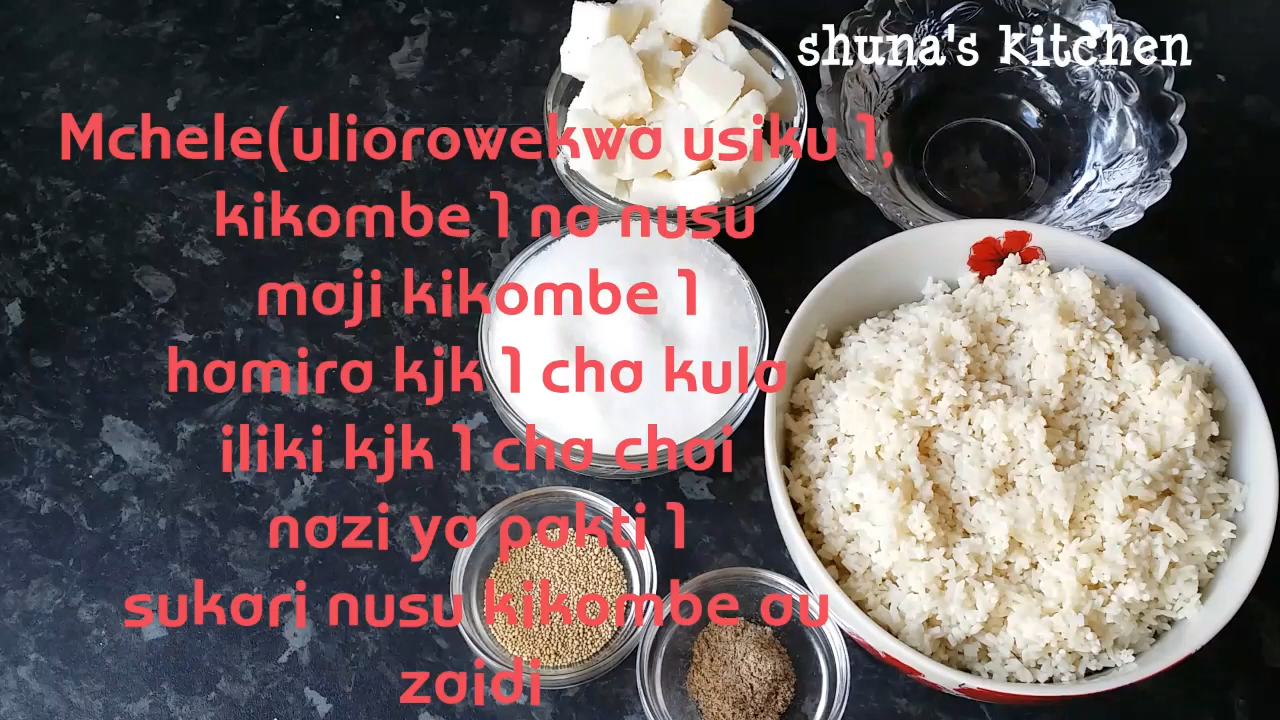 shuna's kitchen
Mchele(uliorowekwa usiku 1,
kikombe 1 na nusu
maji kikombe 1
hamira kjk 1 cha kula
iliki kjk 1 cha chai
nazi ya pakti 1
sukari nusu kikombe au
zaidi